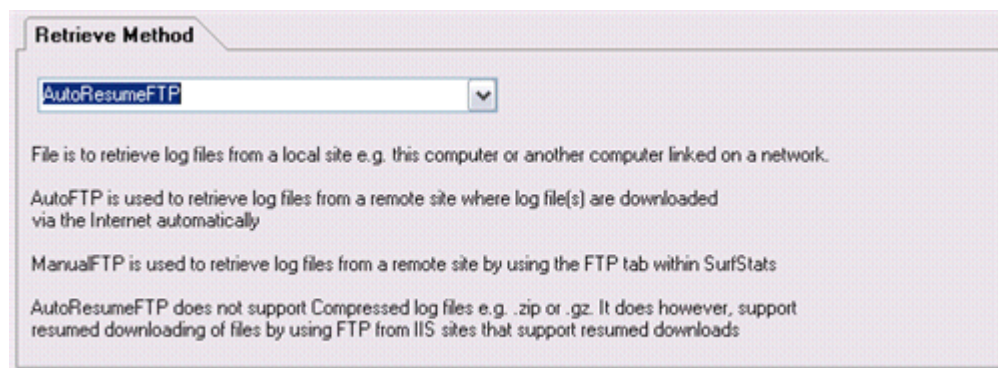 Retrieve Method
AutoResumeFTP
File is to retrieve log files from a local site e.g. this computer or another computer linked on a network.
AutoFTP is used to retrieve log files from a remote site where log file(s) are downloaded
via the Internet automatically
ManualFTP is used to retrieve log files from a remote site by using the FTP tab within SurfStats
AutoResumeFTP does not support Compressed log files e.g. .zip or .gz. It does however, support
resumed downloading of files by using FTP from IIS sites that support resumed downloads